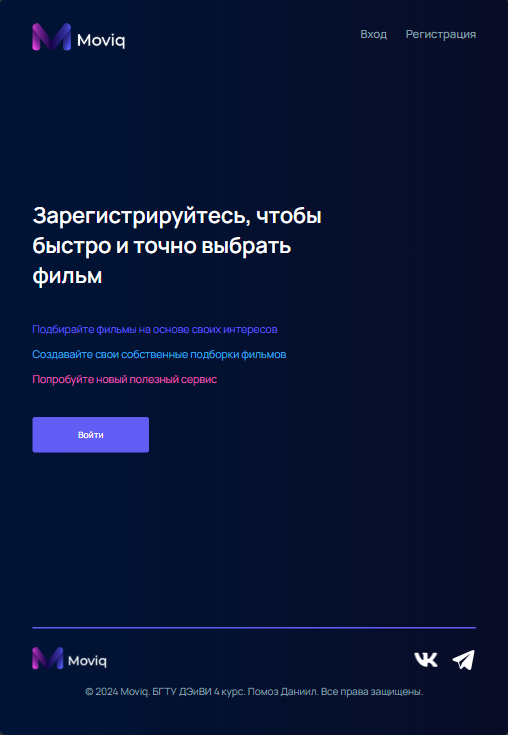 Moviq
Вход Регистрация
Зарегистрируйтесь, чтобы
быстро и точно выбрать
фильм
Подбирайте фильмы на основе своих интересов
Создавайте свои собственные подборки фильмов
Попробуйте новый полезный сервис
Войти
Moviq
© 2024 Moviq. БГТУ ДЭиВИ 4 курс. Помоз Даниил. Все права защищены.